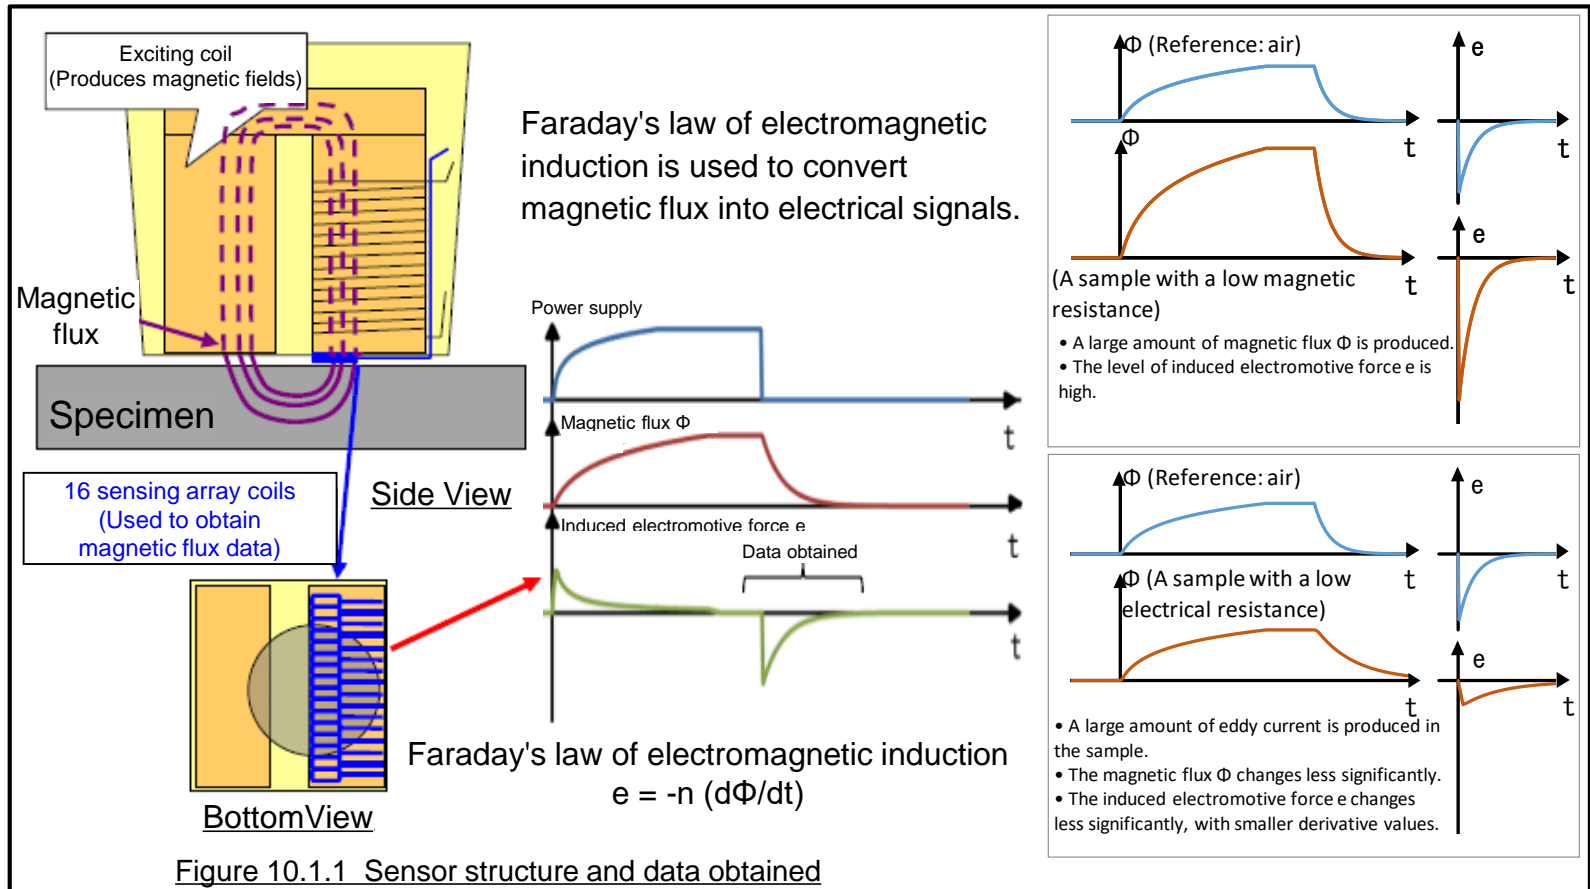 Exciting coil
(Produces magnetic fields)
Magnetic
flux
Specimen
16 sensing array coils
(Used to obtain
magnetic flux data)
Side View
BottomView
Faraday's law of electromagnetic
induction is used to convert
magnetic flux into electrical signals.
Power supply
t
Magnetic flux Φ
t
Induced electromotive force e
Data obtained
t
Faraday's law of electromagnetic induction
e = -n (dΦ/dt)
Φ (Reference: air)
t
e
t
Φ
t
e
t
(A sample with a low magnetic
resistance)
• A large amount of magnetic flux Φ is produced.
• The level of induced electromotive force e is
high.
Φ (Reference: air)
t
e
t
Φ (A sample with a low
electrical resistance)
t
e
t
• A large amount of eddy current is produced in
the sample.
• The magnetic flux Φ changes less significantly.
• The induced electromotive force e changes
less significantly, with smaller derivative values.
Figure 10.1.1 Sensor structure and data obtained